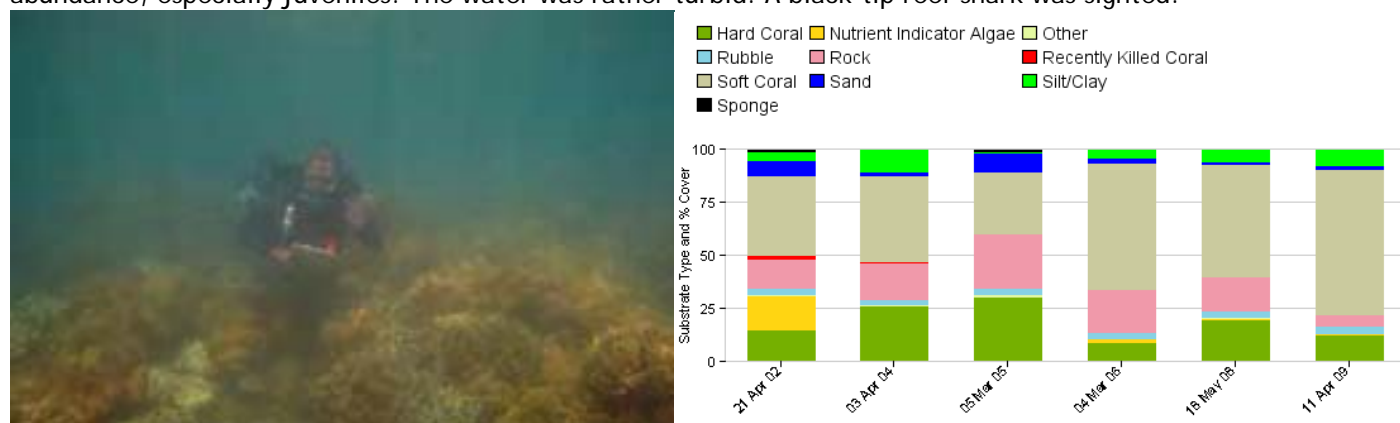 abundance, especially juveniles. The water was rather turbid. A black-tip reef shark was sighted.
Hard Coral Nutrient Indicator Algae Other
Rubble Rock Recently Killed Coral
Soft Coral Sand Silt/Clay
Sponge
Substrate Type and % Cover
100
75
50
25
0
21 Apr 02 03 Apr 04 05 Mar 05 04 Mar 06 18 May 08 11 Apr 09